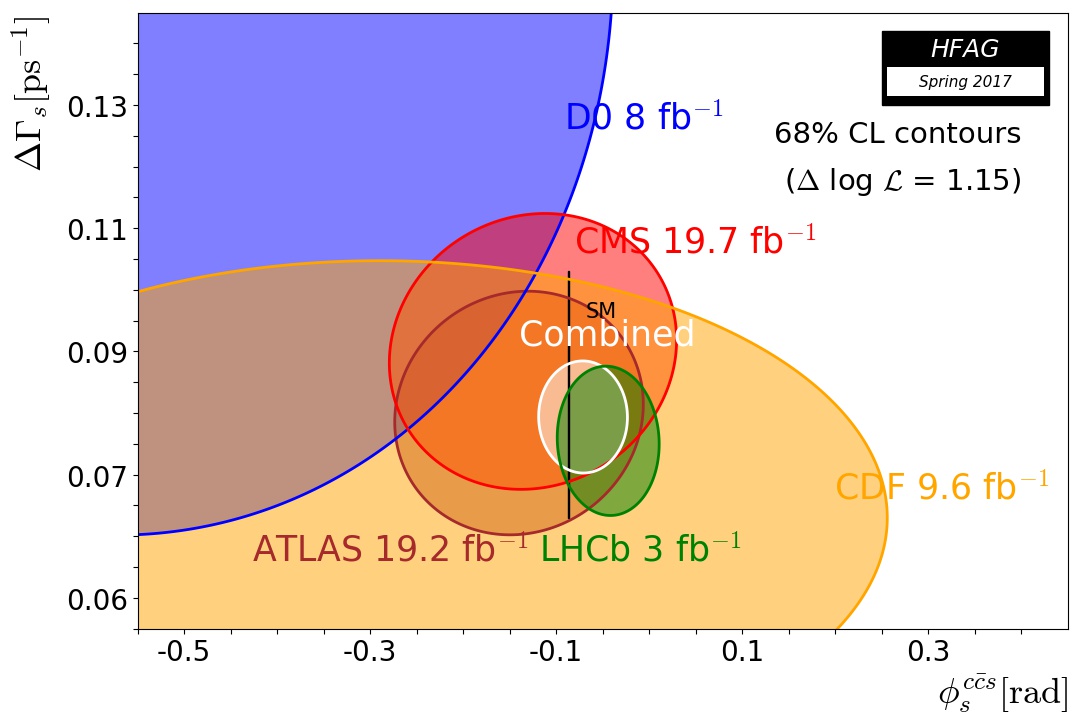 ΔΓ_s[ps⁻¹]
HFAG
Spring 2017
68% CL contours
(Δ log ℒ = 1.15)
D0 8 fb⁻¹
CMS 19.7 fb⁻¹
SM
Combined
CDF 9.6 fb⁻¹
ATLAS 19.2 fb⁻¹
LHCb 3 fb⁻¹
0.13
0.11
0.09
0.07
0.06
-0.5 -0.3 -0.1 0.1 0.3
ϕ_s^{cc̄s}[rad]